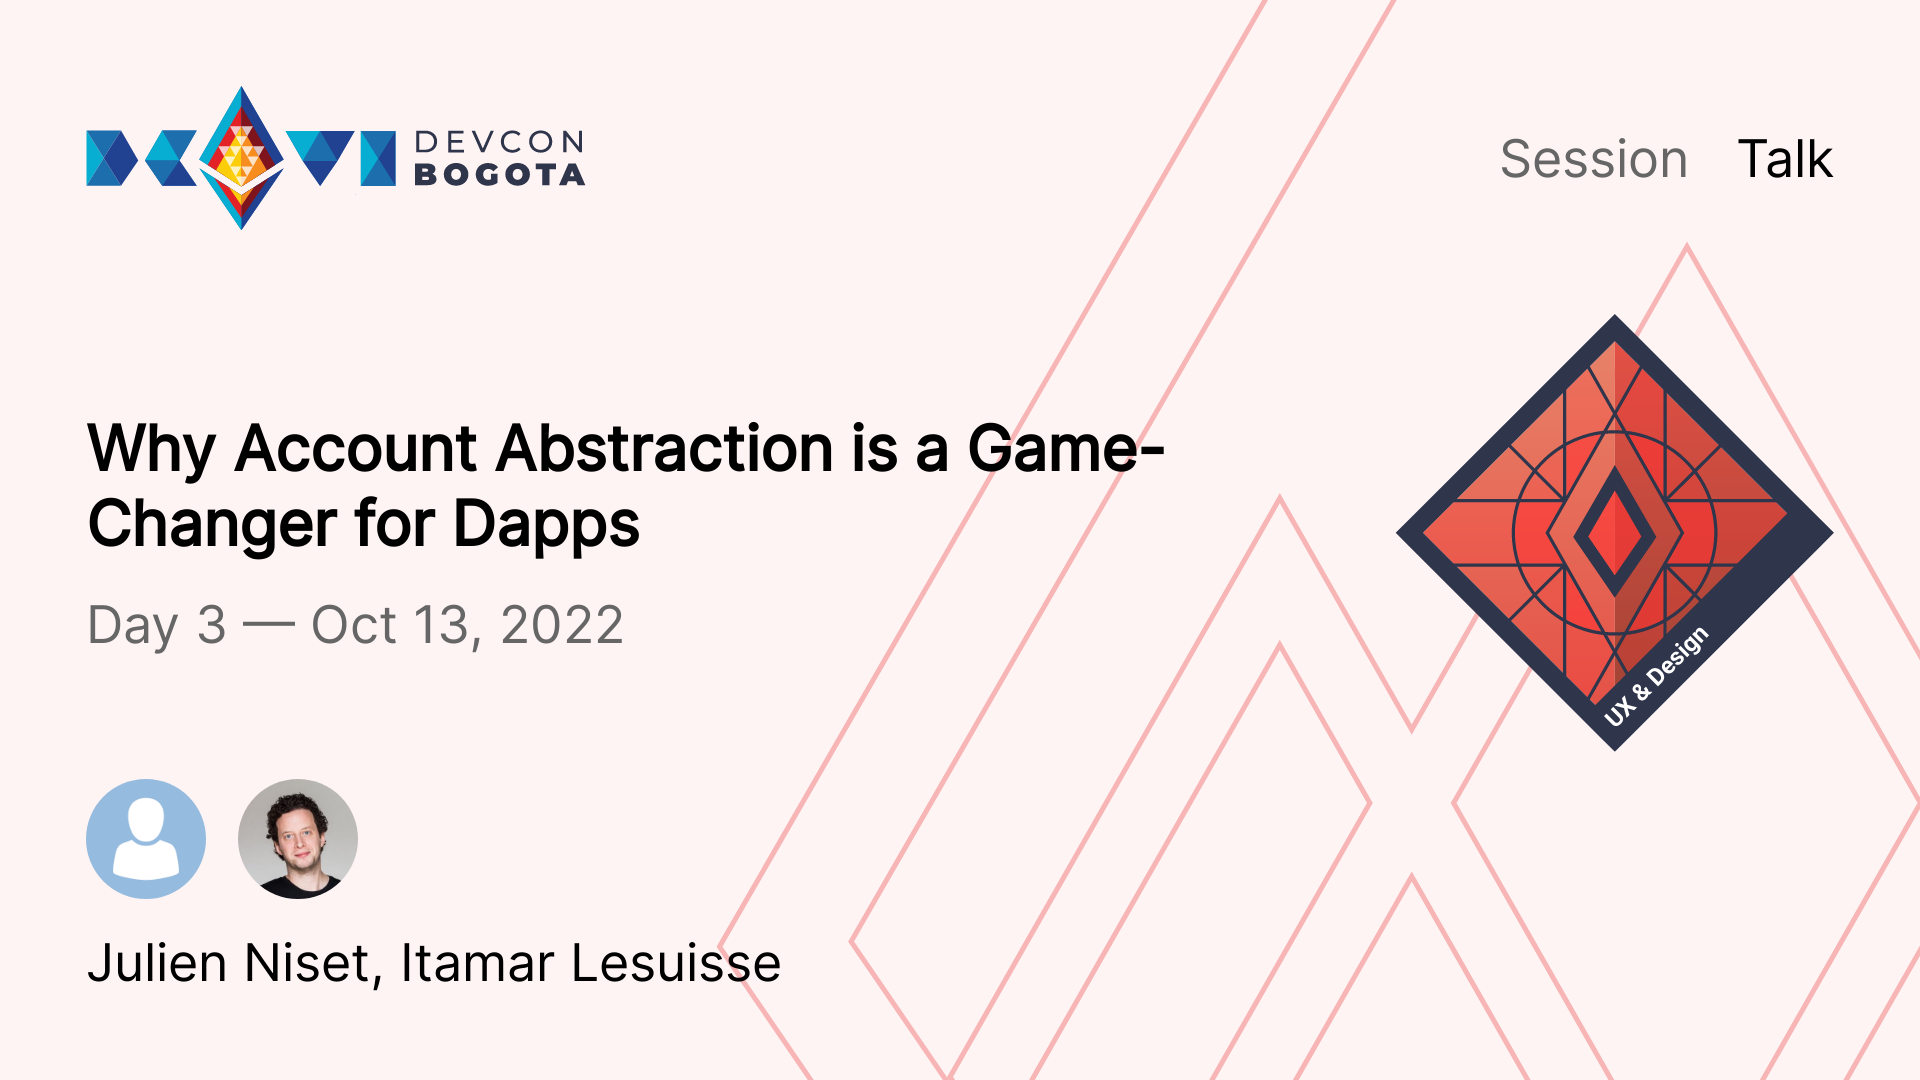 DEVCON
BOGOTA
Session Talk
Why Account Abstraction is a Game-
Changer for Dapps
Day 3 — Oct 13, 2022
UX & Design
Julien Niset, Itamar Lesuisse